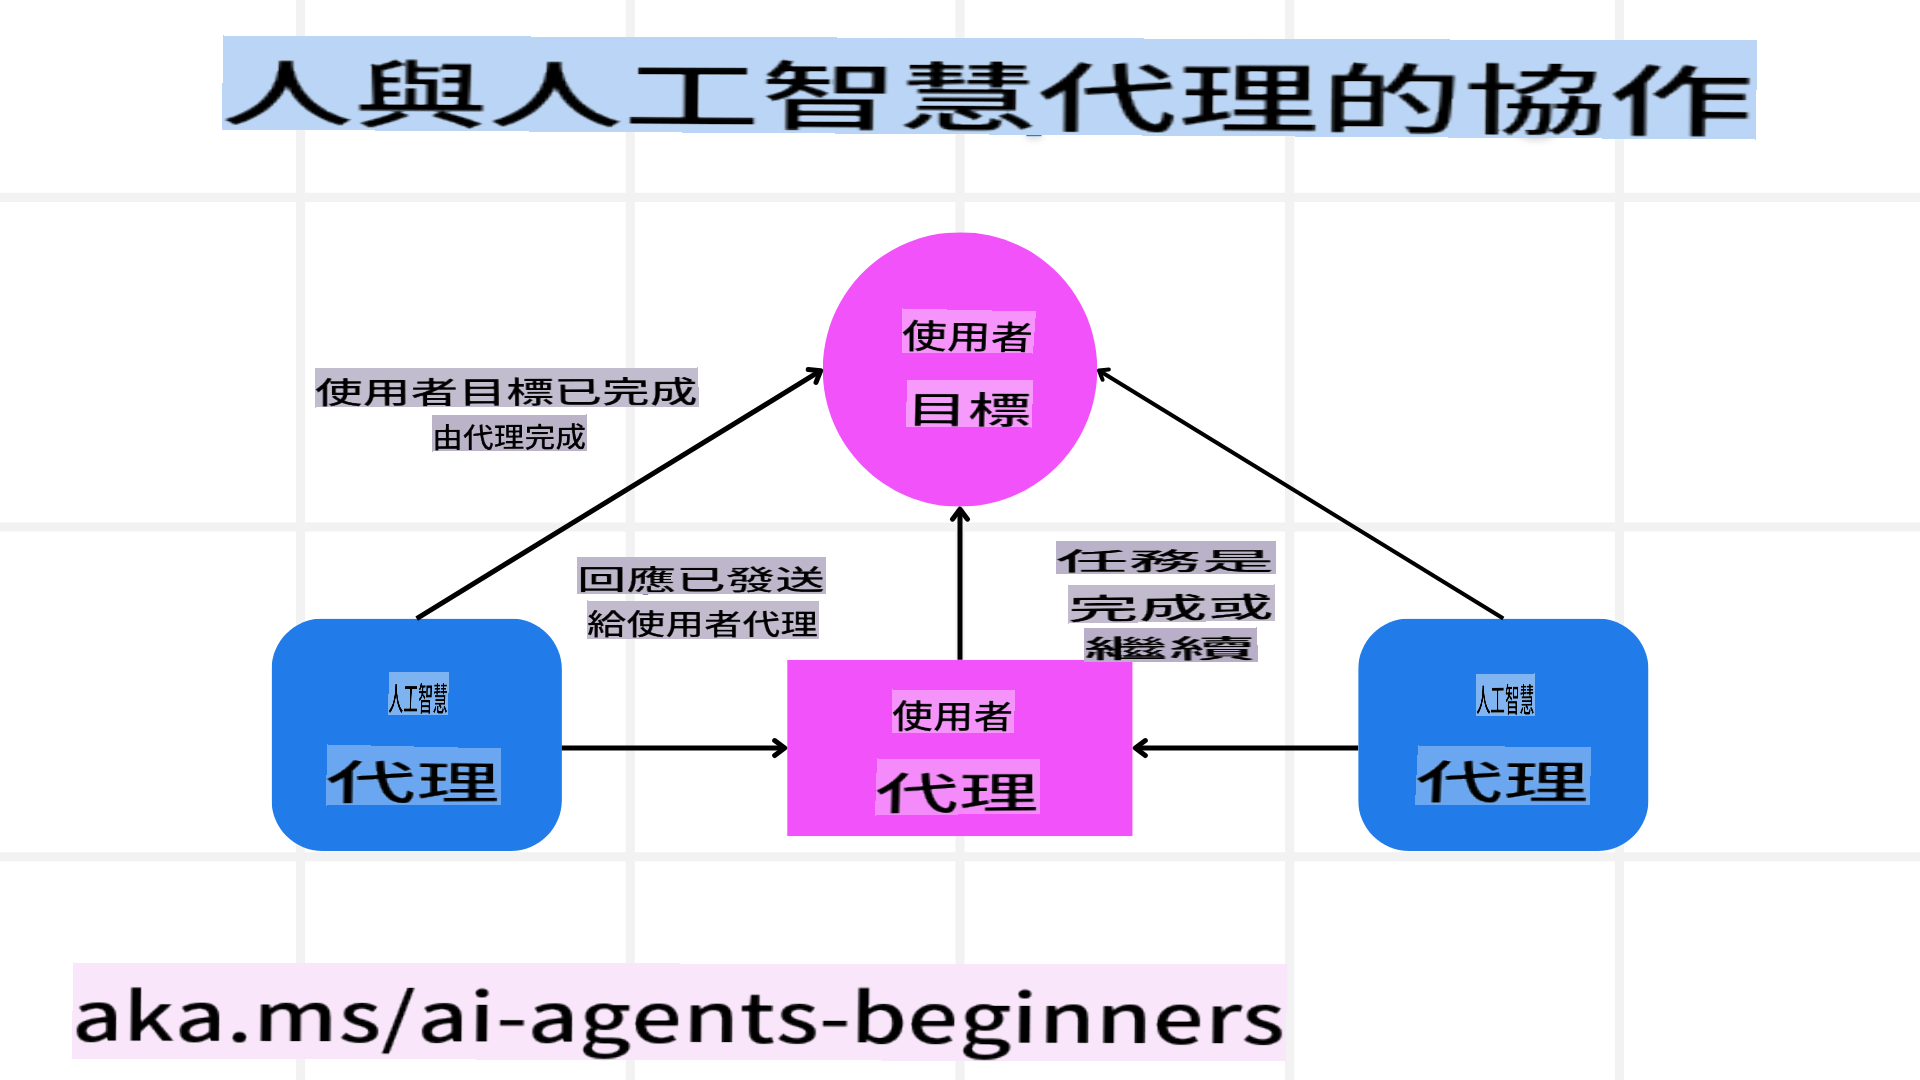 人與人工智慧代理的協作
使用者
目標
使用者目標已完成
由代理完成
回應已發送
給使用者代理
任務是
完成或
繼續
人工智慧
代理
使用者
代理
人工智慧
代理
aka.ms/ai-agents-beginners